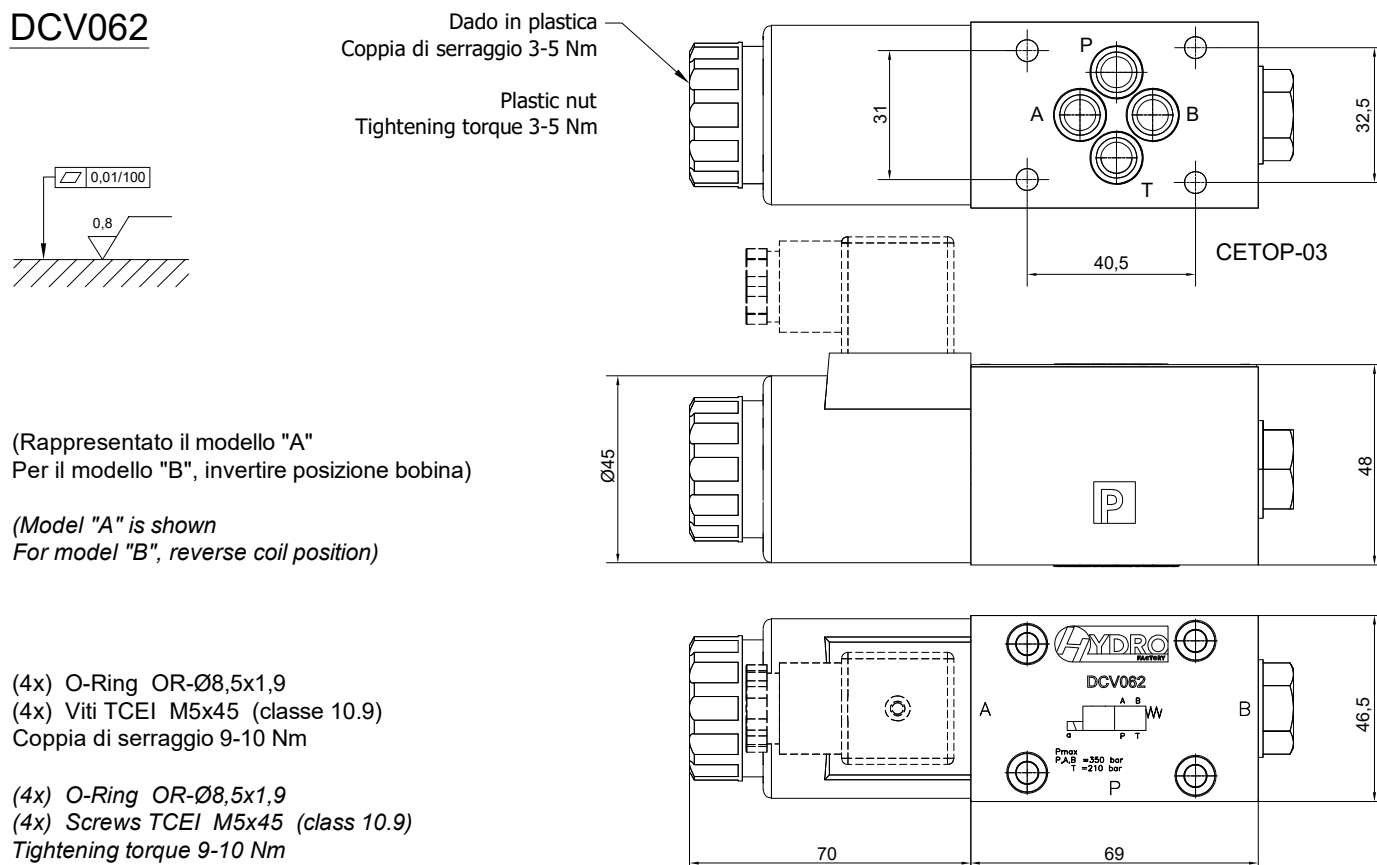 DCV062
Dado in plastica
Coppia di serraggio 3-5 Nm
Plastic nut
Tightening torque 3-5 Nm
0,01/100
0,8
P
A
B
T
31
32,5
40,5
CETOP-03
(Rappresentato il modello "A"
Per il modello "B", invertire posizione bobina)
(Model "A" is shown
For model "B", reverse coil position)
Ø45
P
48
(4x) O-Ring OR-Ø8,5x1,9
(4x) Viti TCEI M5x45 (classe 10.9)
Coppia di serraggio 9-10 Nm
(4x) O-Ring OR-Ø8,5x1,9
(4x) Screws TCEI M5x45 (class 10.9)
Tightening torque 9-10 Nm
HYDRO
FACTORY
DCV062
A B
a
P T
A
B
Pmax
P,A,B =350 bar
T =210 bar
P
46,5
70
69